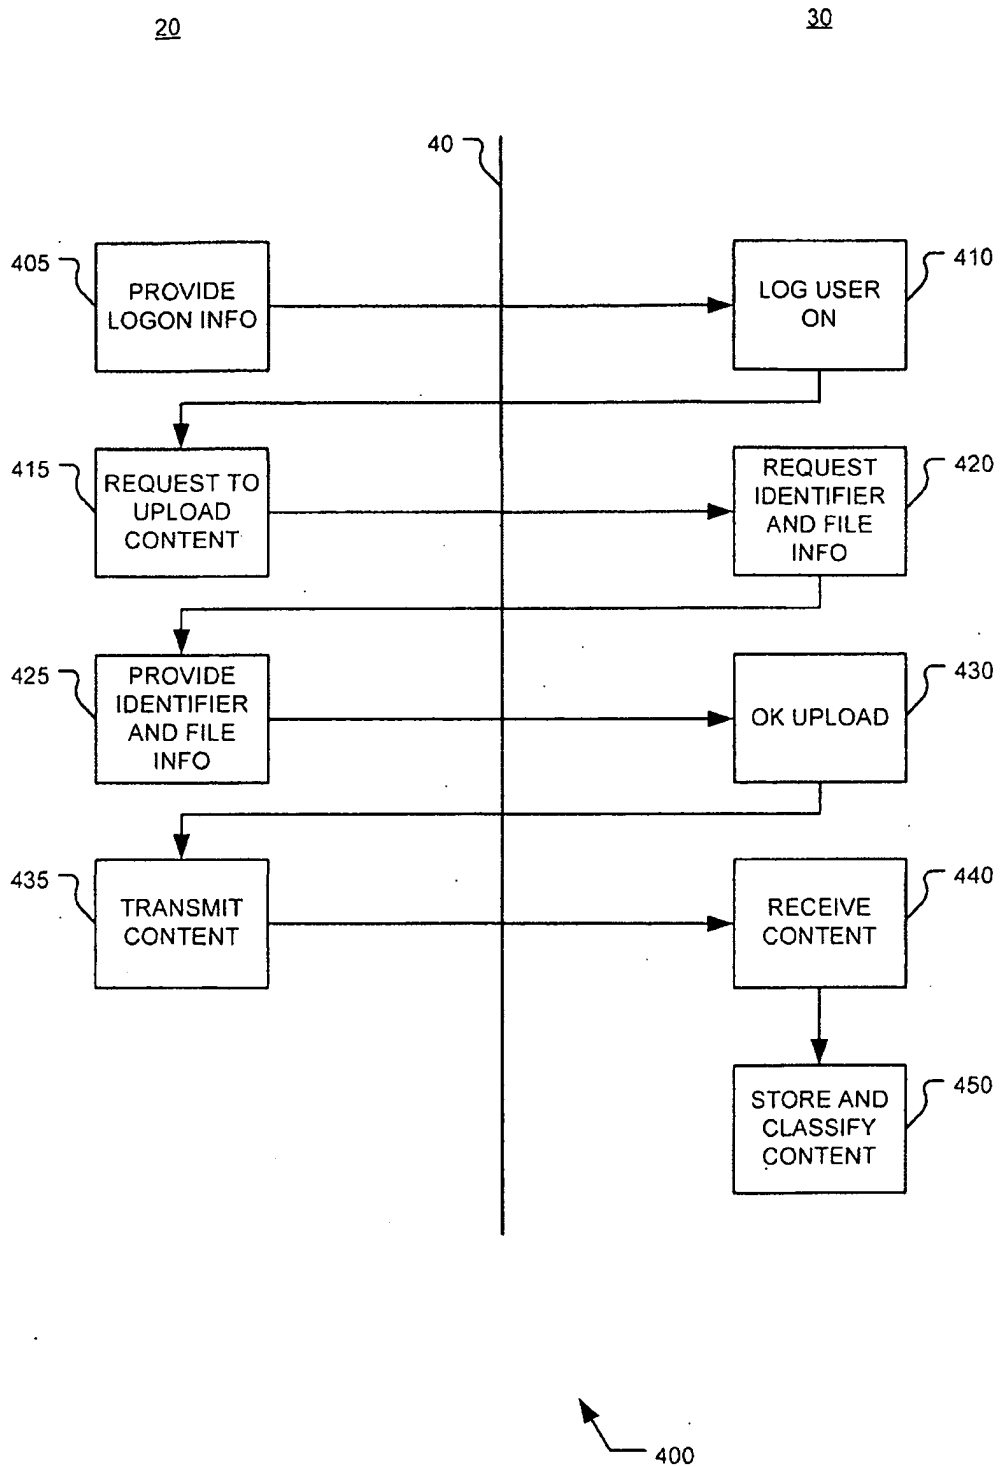 20
30
40
405
PROVIDE
LOGON INFO
LOG USER
ON
410
415
REQUEST TO
UPLOAD
CONTENT
REQUEST
IDENTIFIER
AND FILE
INFO
420
425
PROVIDE
IDENTIFIER
AND FILE
INFO
OK UPLOAD
430
435
TRANSMIT
CONTENT
RECEIVE
CONTENT
440
STORE AND
CLASSIFY
CONTENT
450
400